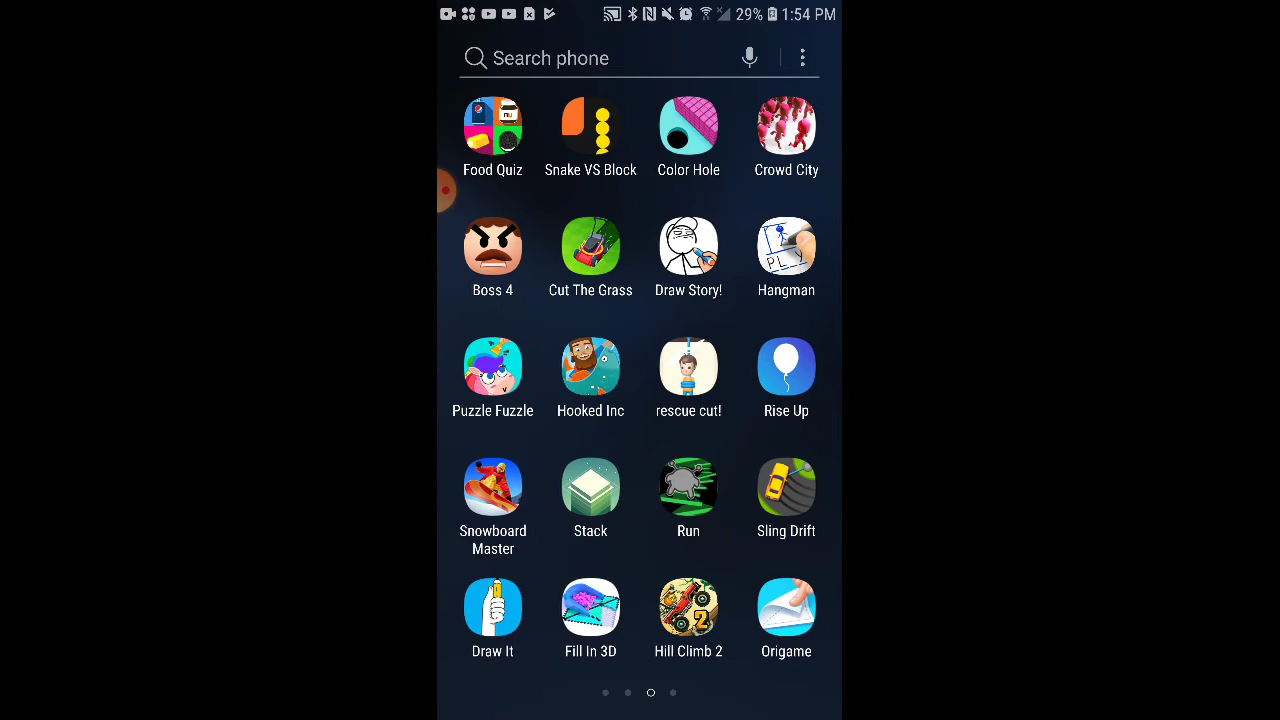 29% 1:54 PM
Search phone
Food Quiz
Snake VS Block
Color Hole
Crowd City
Boss 4
Cut The Grass
Draw Story!
Hangman
PL
Puzzle Fuzzle
Hooked Inc
rescue cut!
Rise Up
Snowboard
Master
Stack
Run
Sling Drift
Draw It
Fill In 3D
Hill Climb 2
2
Origame